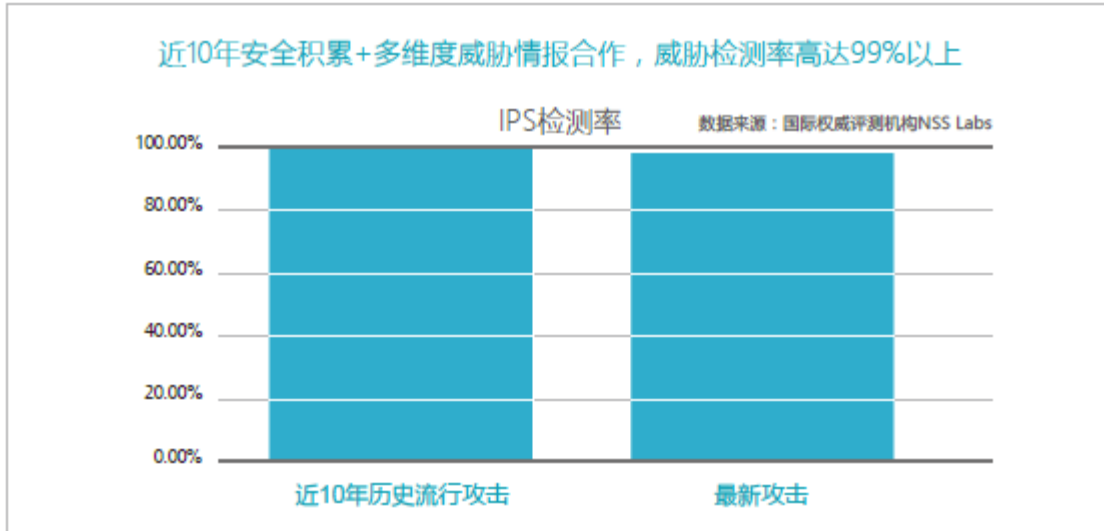 近10年安全积累+多维度威胁情报合作，威胁检测率高达99%以上
IPS检测率
数据来源：国际权威评测机构NSS Labs
100.00%
80.00%
60.00%
40.00%
20.00%
0.00%
近10年历史流行攻击
最新攻击